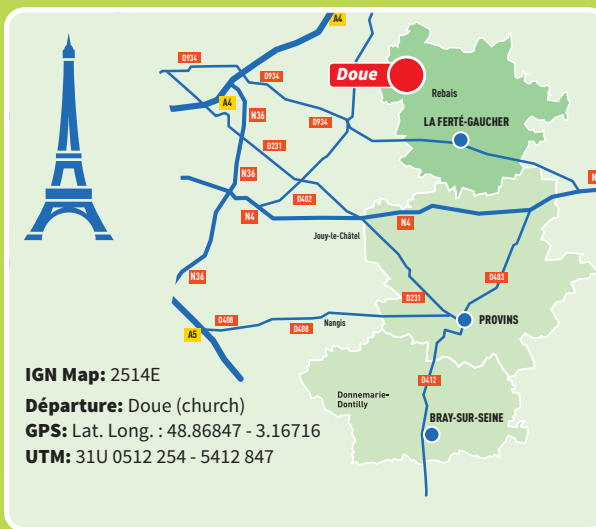 A4
D934
Doue
D934
Rebais
A4
N36
LA FERTÉ-GAUCHER
D934
D231
N36
D402
N4
N4
Jouy-le-Châtel
N36
D403
D231
D408
Nangis
PROVINS
D408
A5
IGN Map: 2514E
Départure: Doue (church)
GPS: Lat. Long. : 48.86847 - 3.16716
UTM: 31U 0512 254 - 5412 847
D412
Donnemarie-
Dontilly
BRAY-SUR-SEINE